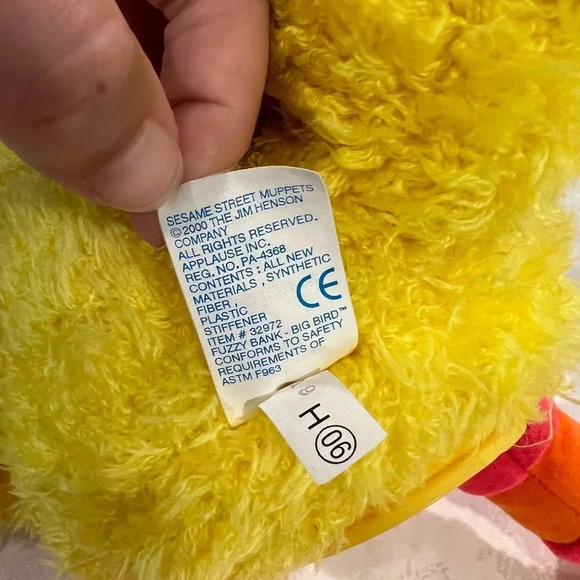 SESAME STREET MUPPETS
© 2000 THE JIM HENSON
COMPANY
ALL RIGHTS RESERVED.
APPLAUSE INC.
REG. NO. PA-4368
CONTENTS : ALL NEW
MATERIALS , SYNTHETIC
FIBER ,
PLASTIC
STIFFENER
CE
ITEM # 32972
FUZZY BANK - BIG BIRD™
CONFORMS TO SAFETY
REQUIREMENTS OF
ASTM F963
H 06